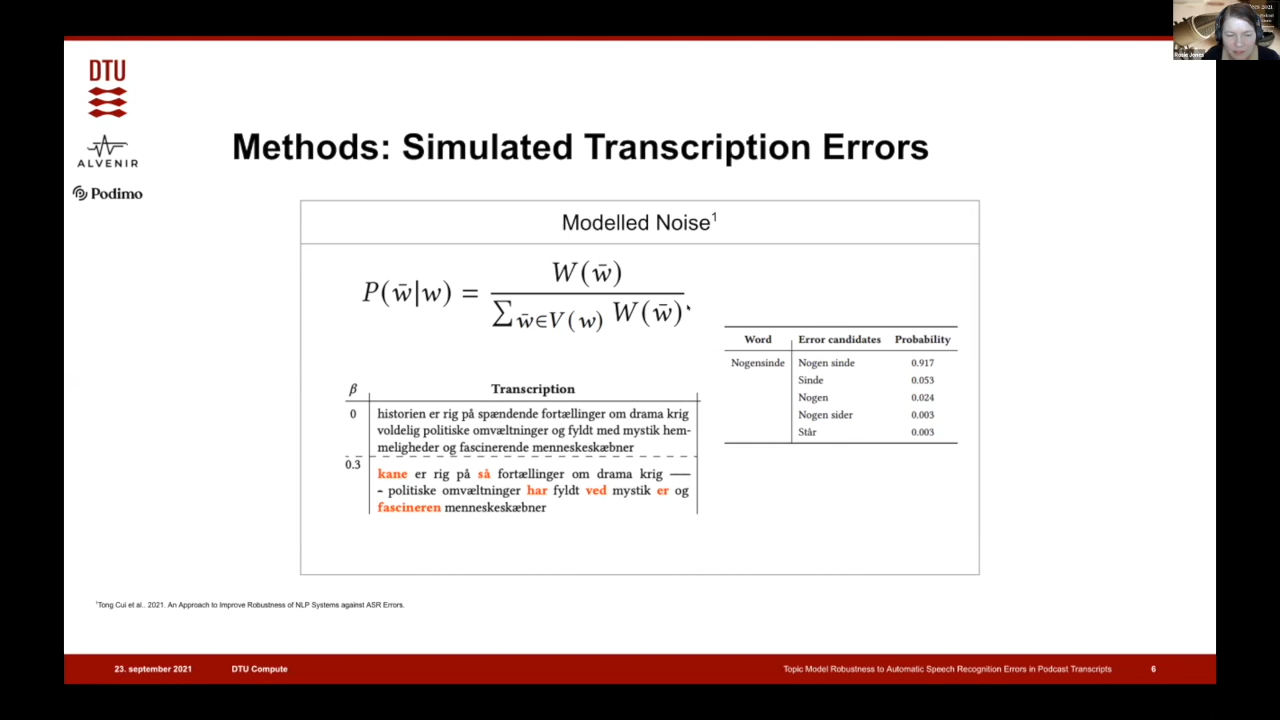 DTU
ALVENIR
Podimo
Methods: Simulated Transcription Errors
Modelled Noise¹
P(w̄|w) = W(w̄) / ∑w̄∈V(w) W(w̄)
Word Error candidates Probability
Nogensinde Nogen sinde 0.917
Sinde 0.053
Nogen 0.024
Nogen sider 0.003
Står 0.003
β Transcription
0 historien er rig på spændende fortællinger om drama krig
voldelig politiske omvæltninger og fyldt med mystik hem-
meligheder og fascinerende menneskeskæbner
0.3
kane er rig på så fortællinger om drama krig —
- politiske omvæltninger har fyldt ved mystik er og
fascineren menneskeskæbner
¹Tong Cui et al.. 2021. An Approach to Improve Robustness of NLP Systems against ASR Errors.
23. september 2021 DTU Compute Topic Model Robustness to Automatic Speech Recognition Errors in Podcast Transcripts 6
Rosie Jones